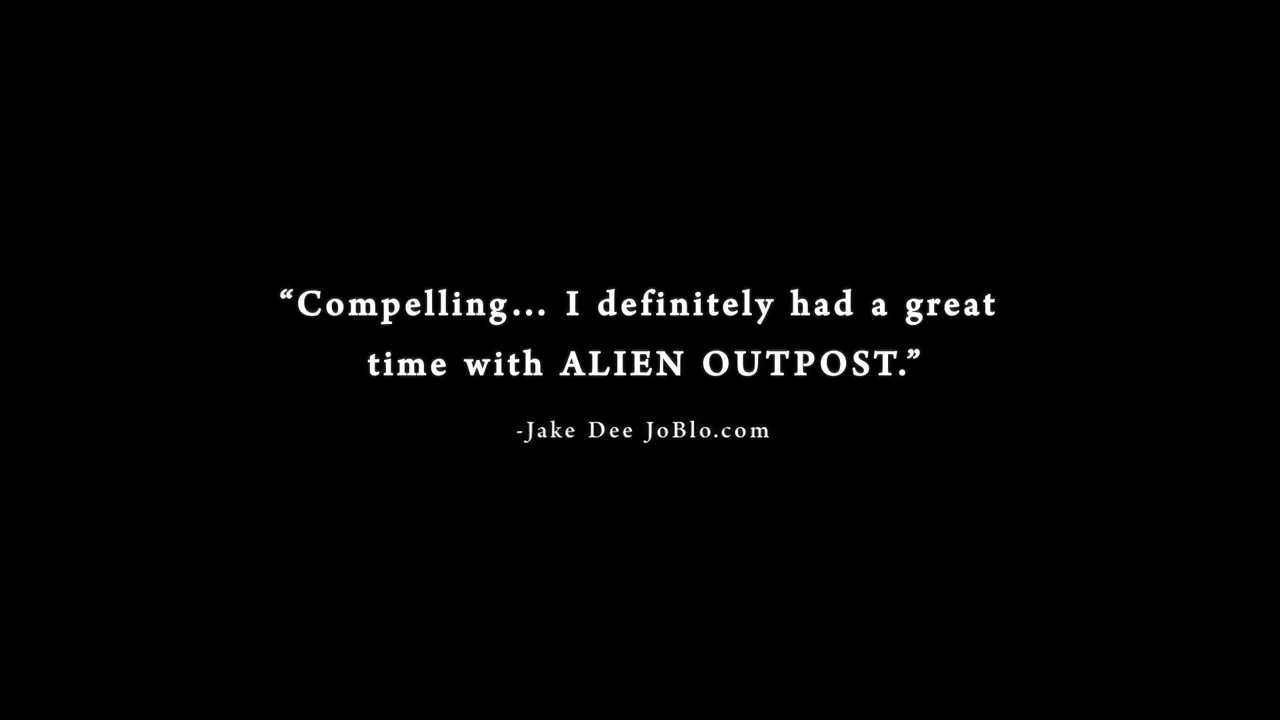 “Compelling... I definitely had a great
time with ALIEN OUTPOST.”
-Jake Dee JoBlo.com